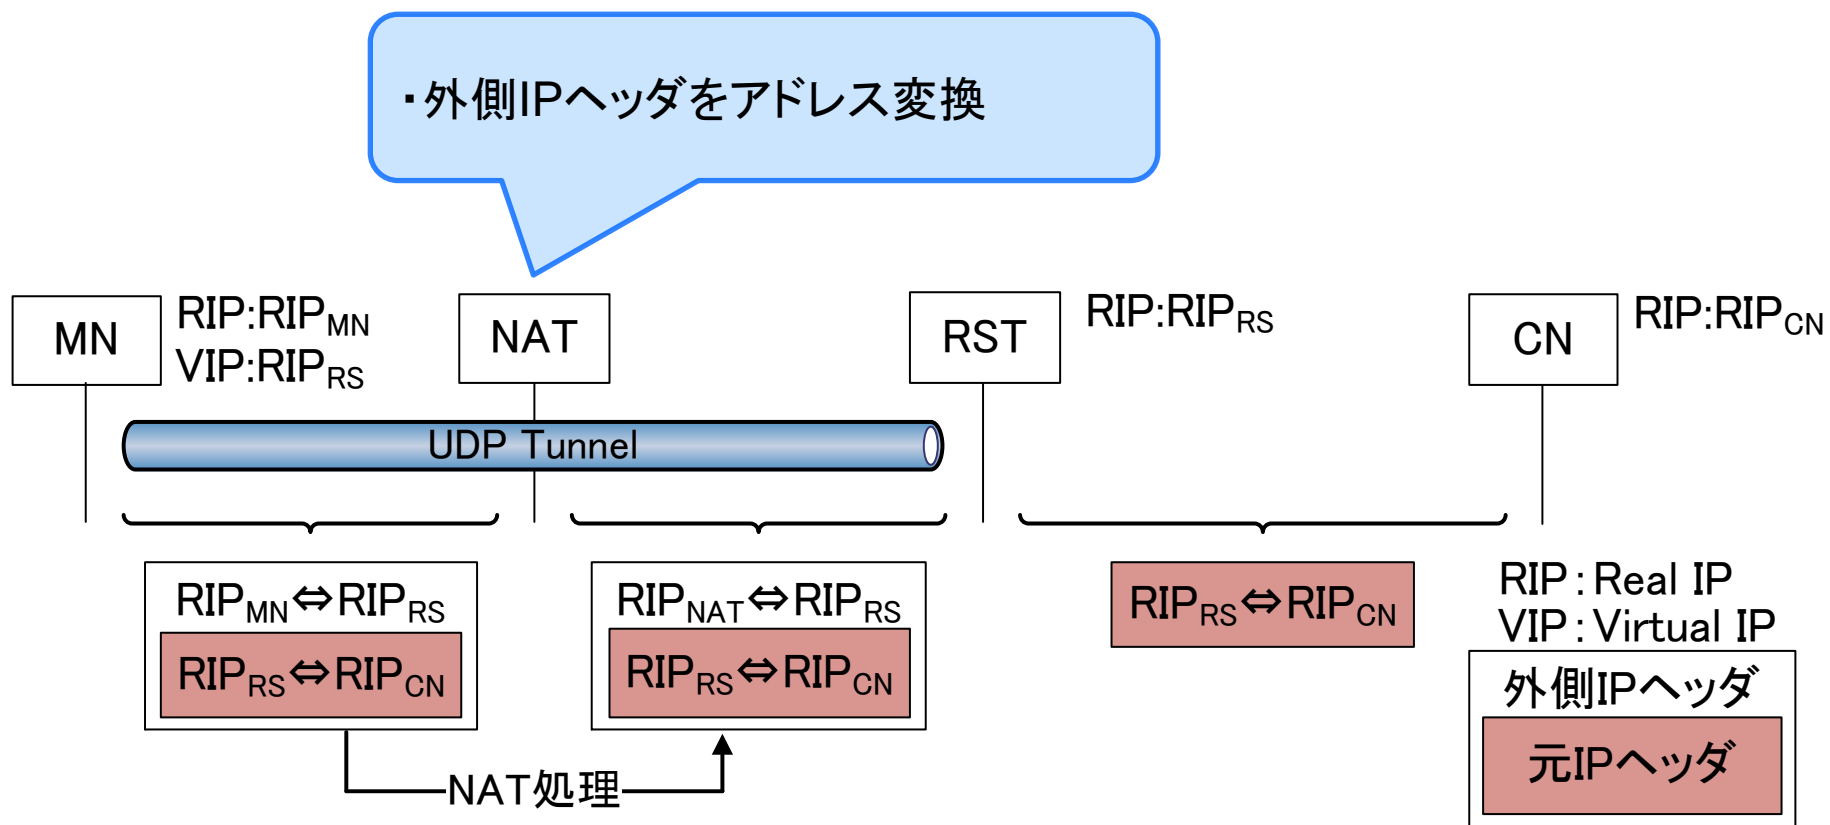 ・外側IPヘッダをアドレス変換
MN
RIP:RIPMN
VIP:RIPRS
NAT
RST
RIP:RIPRS
CN
RIP:RIPCN
UDP Tunnel
RIPMN⇔RIPRS
RIPRS⇔RIPCN
RIPNAT⇔RIPRS
RIPRS⇔RIPCN
RIPRS⇔RIPCN
NAT処理
RIP:Real IP
VIP:Virtual IP
外側IPヘッダ
元IPヘッダ